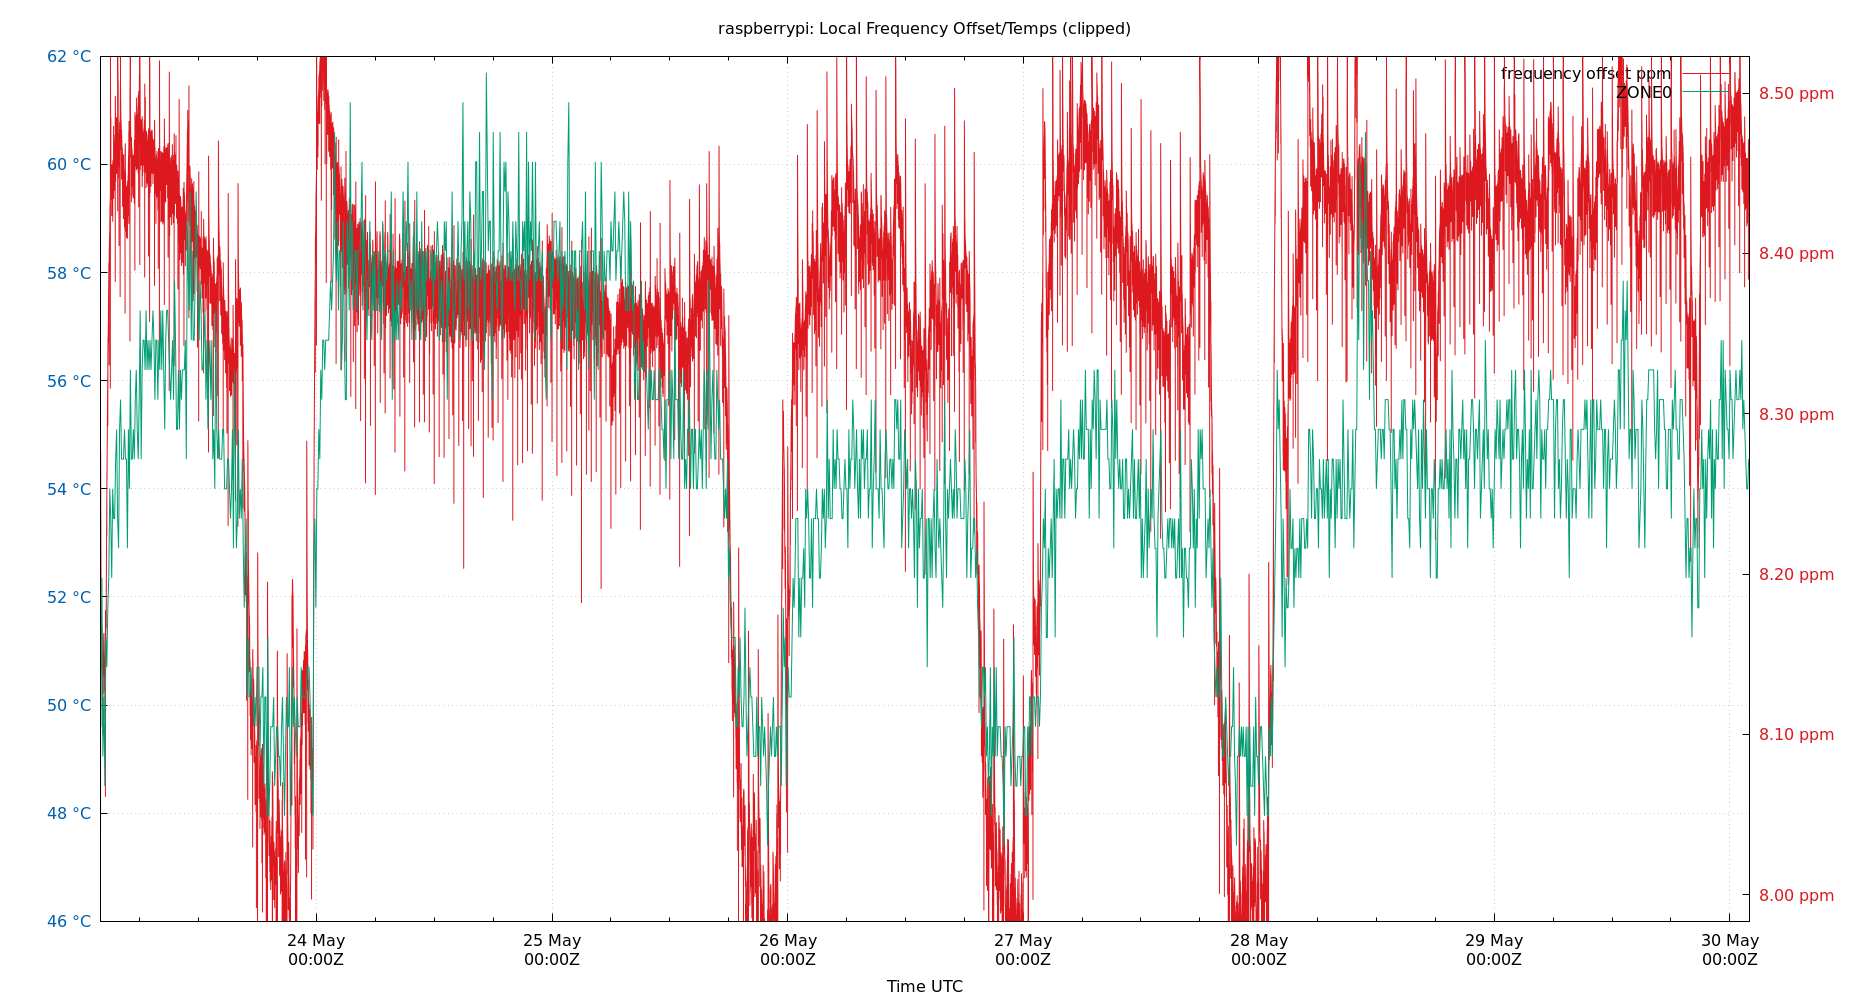 raspberrypi: Local Frequency Offset/Temps (clipped)
62 °C
60 °C
58 °C
56 °C
54 °C
52 °C
50 °C
48 °C
46 °C
frequency offset ppm
ZONE0
8.50 ppm
8.40 ppm
8.30 ppm
8.20 ppm
8.10 ppm
8.00 ppm
24 May
00:00Z
25 May
00:00Z
26 May
00:00Z
27 May
00:00Z
28 May
00:00Z
29 May
00:00Z
30 May
00:00Z
Time UTC